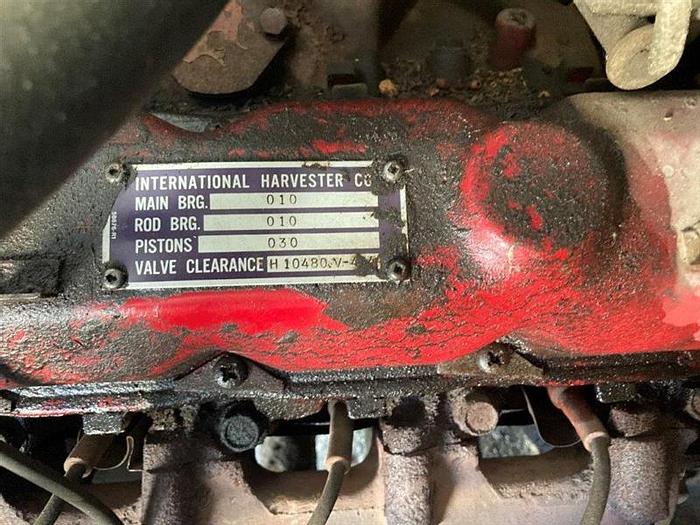 INTERNATIONAL HARVESTER CO
MAIN BRG. 010
ROD BRG. 010
PISTONS 030
VALVE CLEARANCE